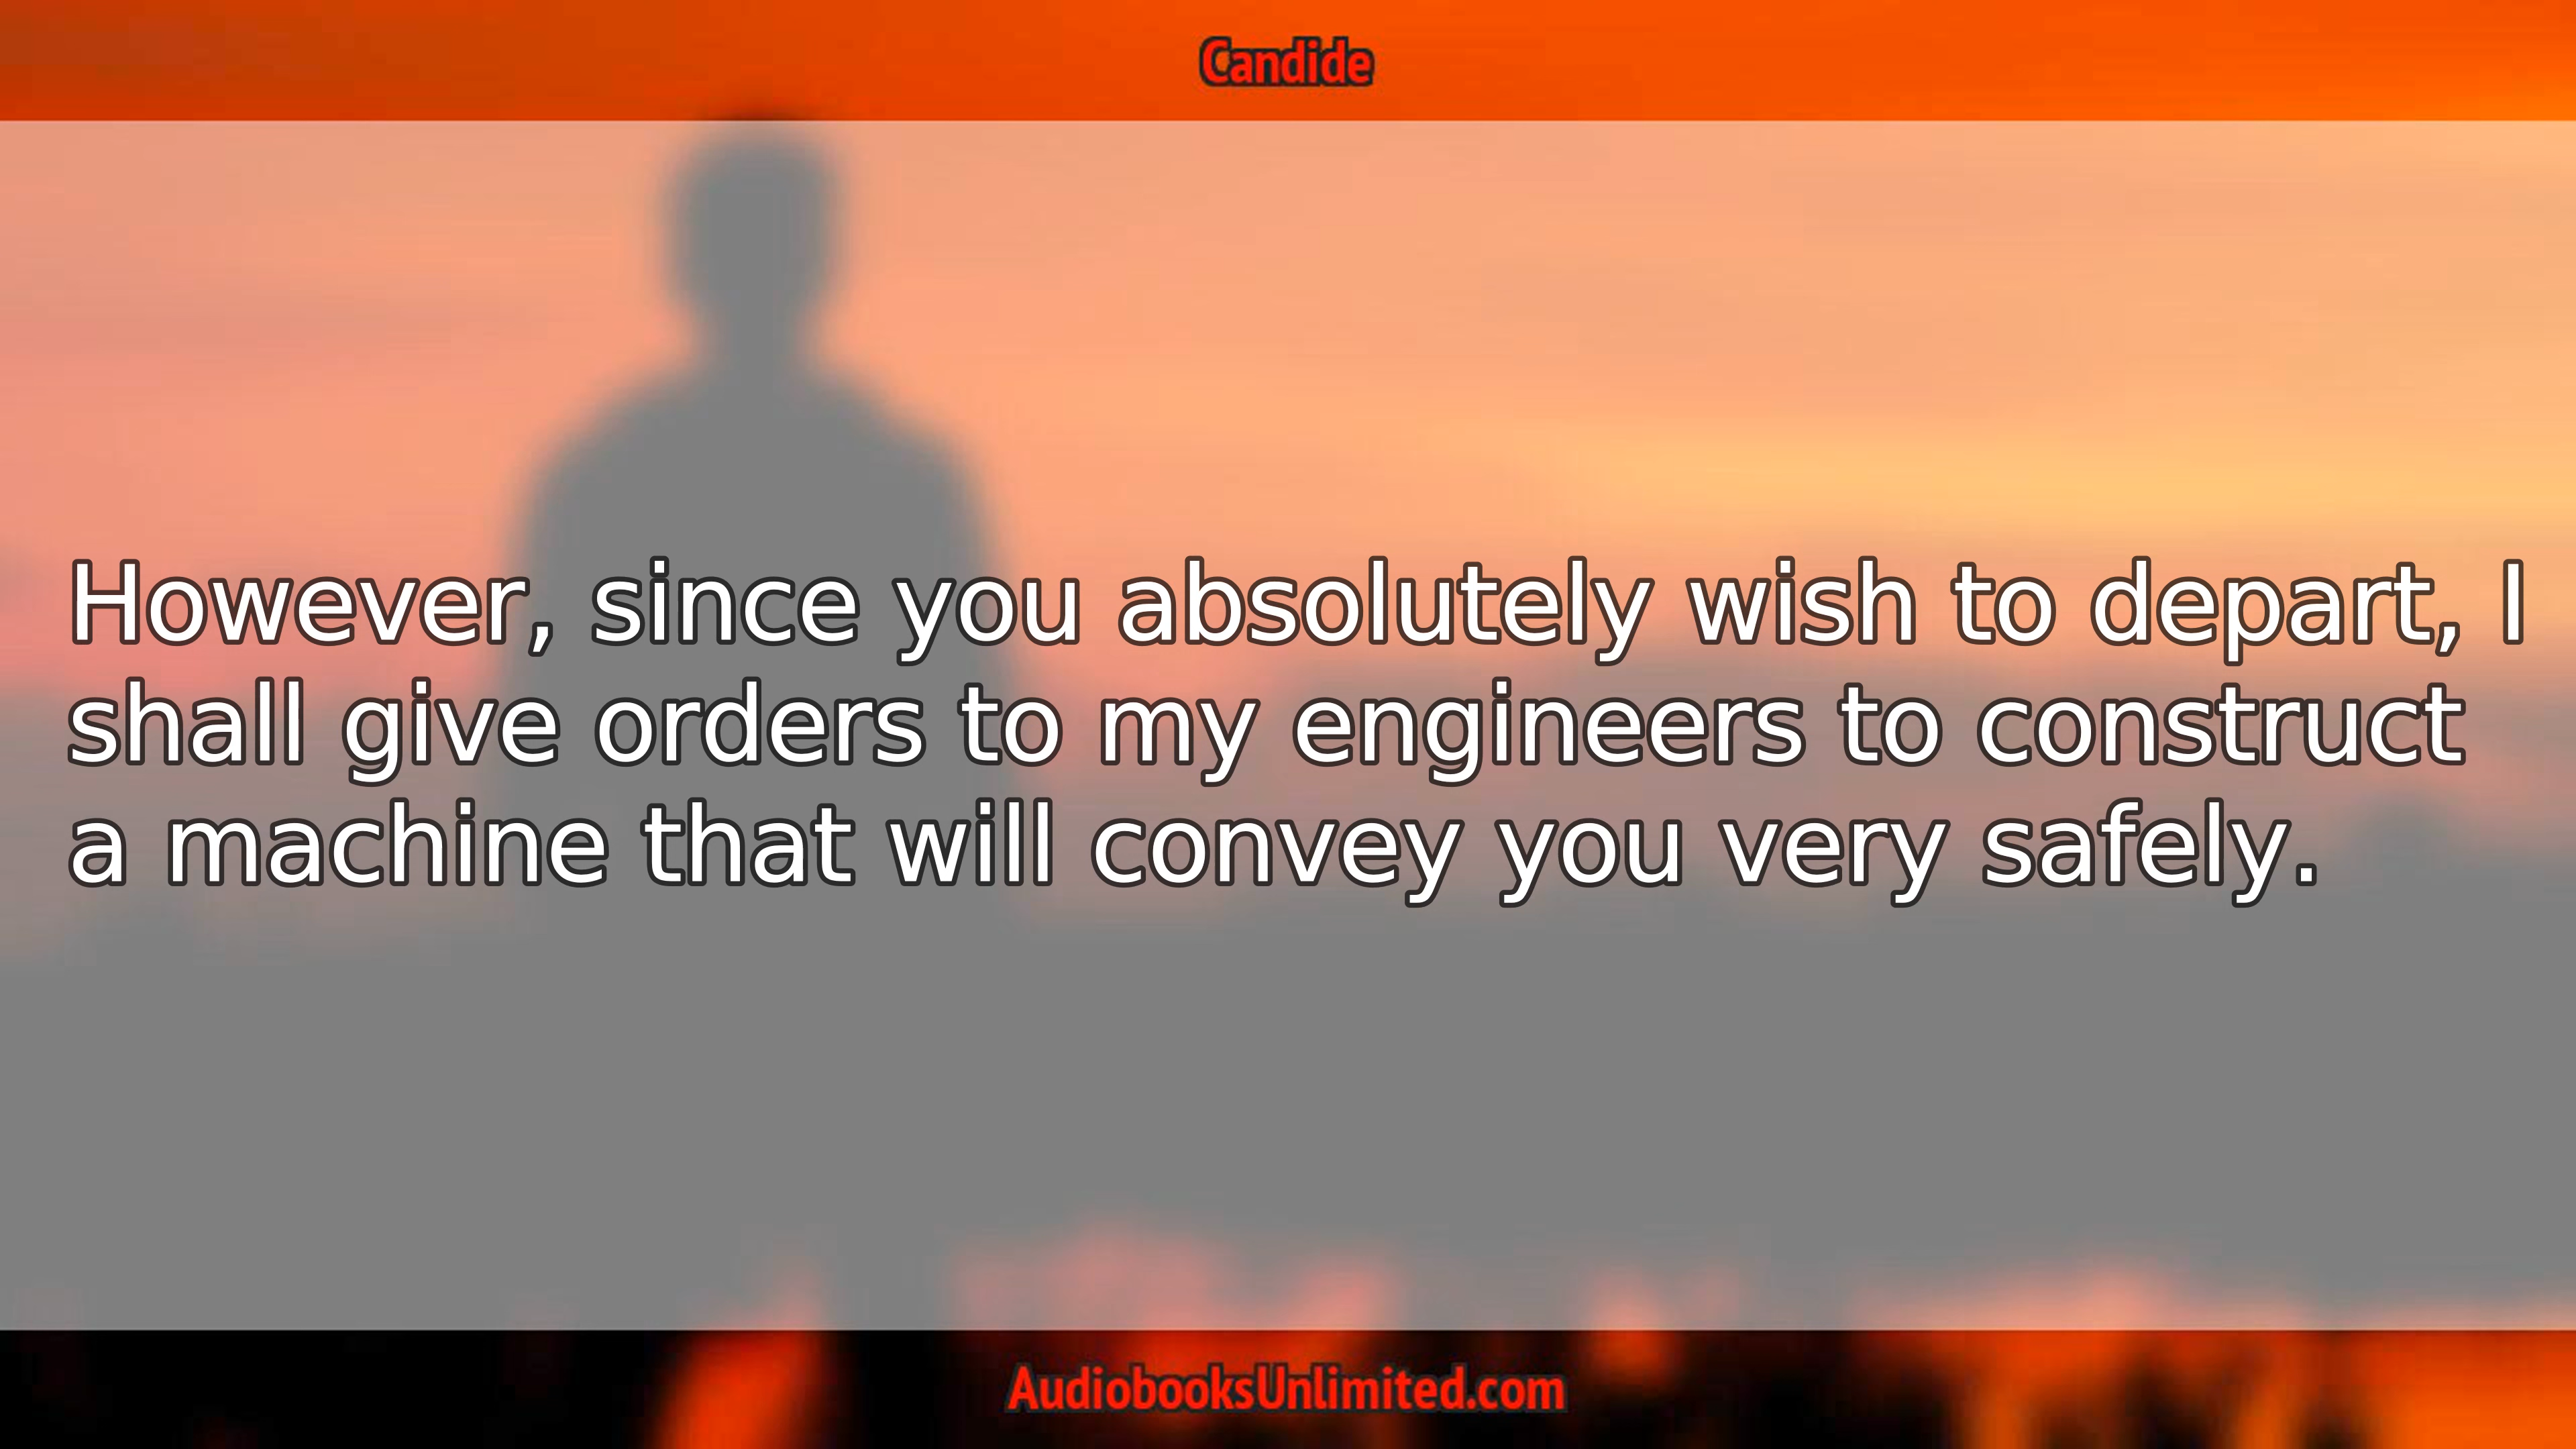 Candide
However, since you absolutely wish to depart, I
shall give orders to my engineers to construct
a machine that will convey you very safely.
AudiobooksUnlimited.com